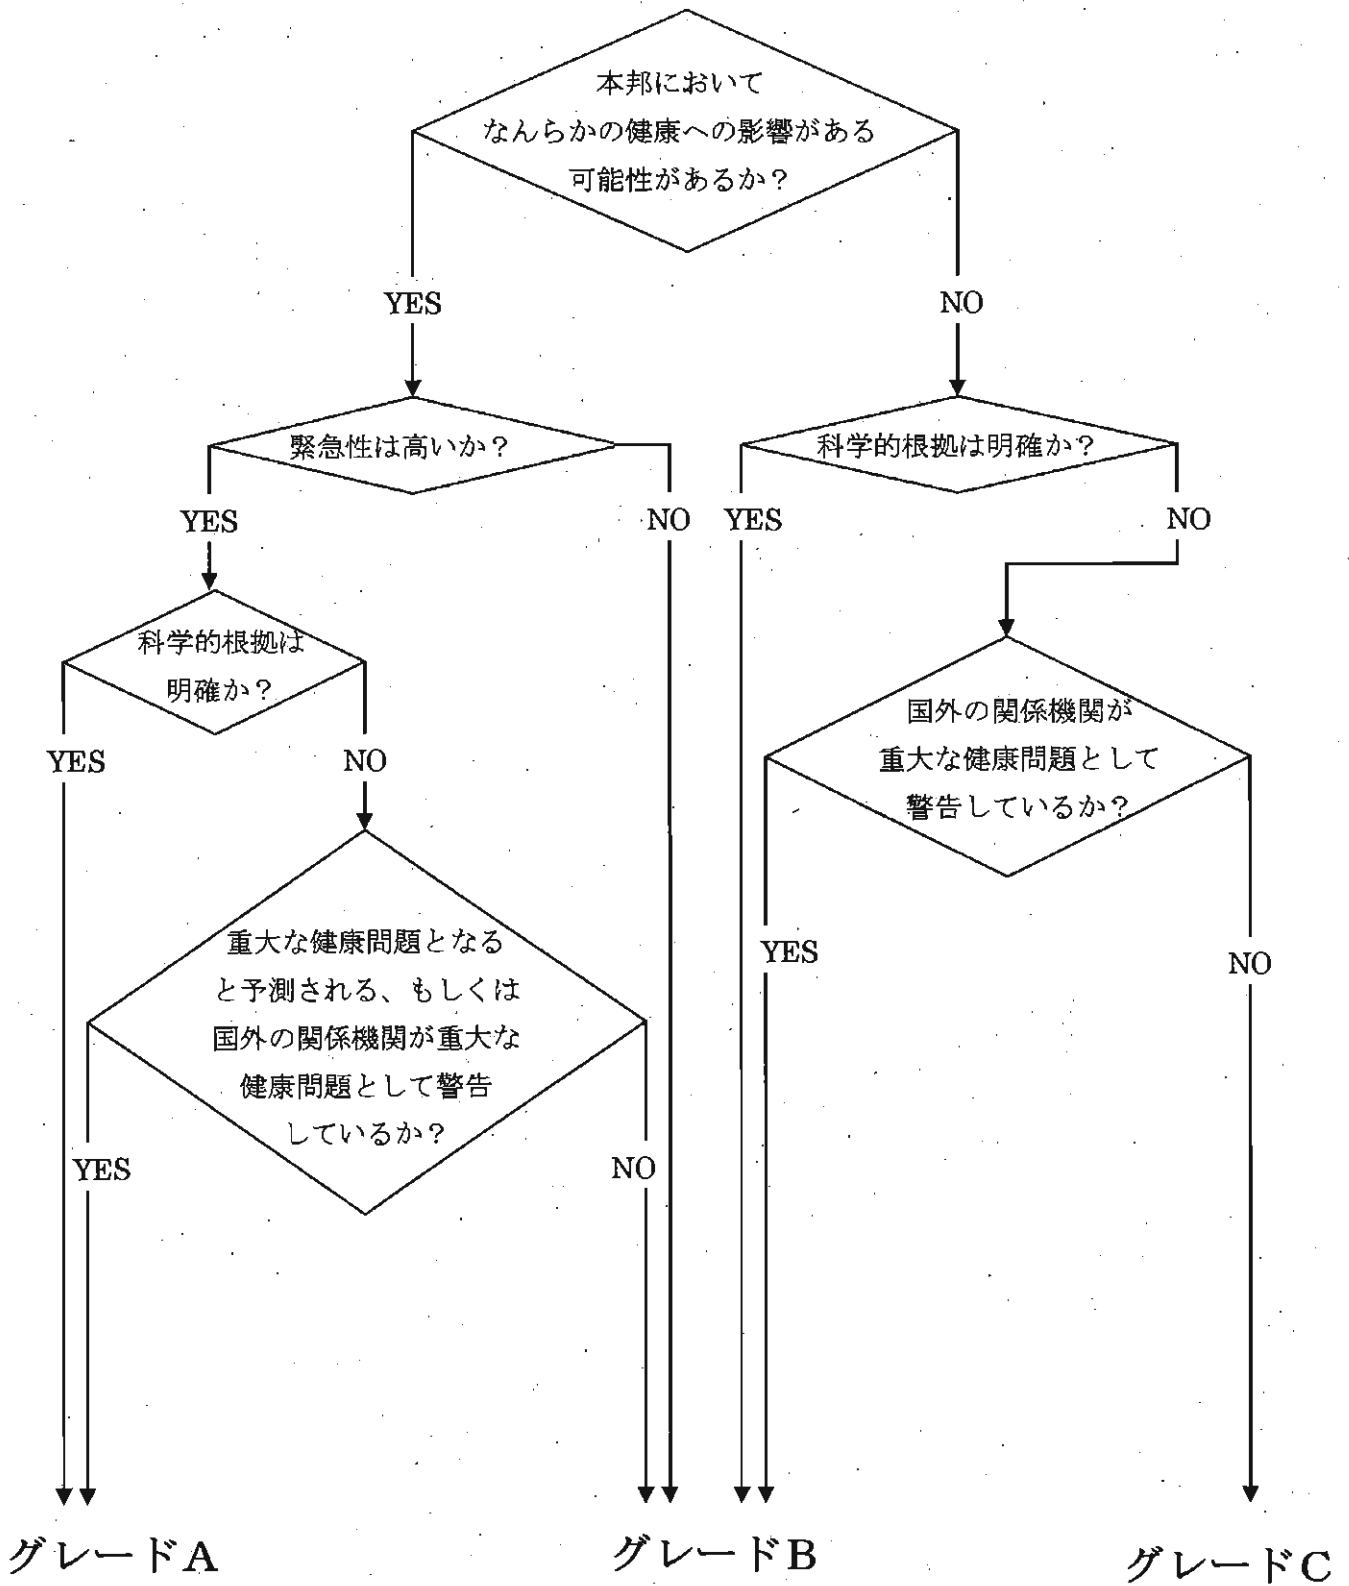 本邦において
なんらかの健康への影響がある
可能性があるか？
YES
NO
緊急性は高いか？
科学的根拠は明確か？
YES
NO
YES
NO
科学的根拠は
明確か？
国外の関係機関が
重大な健康問題として
警告しているか？
YES
NO
重大な健康問題となる
と予測される、もしくは
国外の関係機関が重大な
健康問題として警告
しているか？
YES
NO
YES
NO
グレードA
グレードB
グレードC